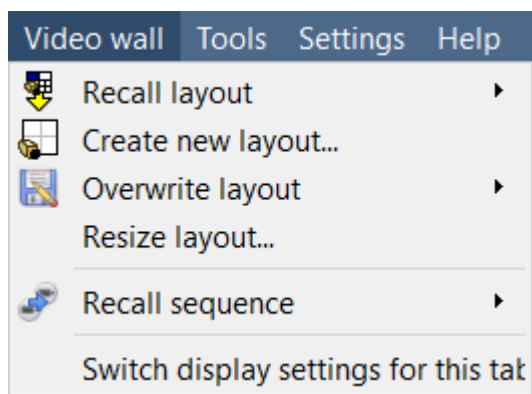 Video wall Tools Settings Help
Recall layout
Create new layout...
Overwrite layout
Resize layout...
Recall sequence
Switch display settings for this tab